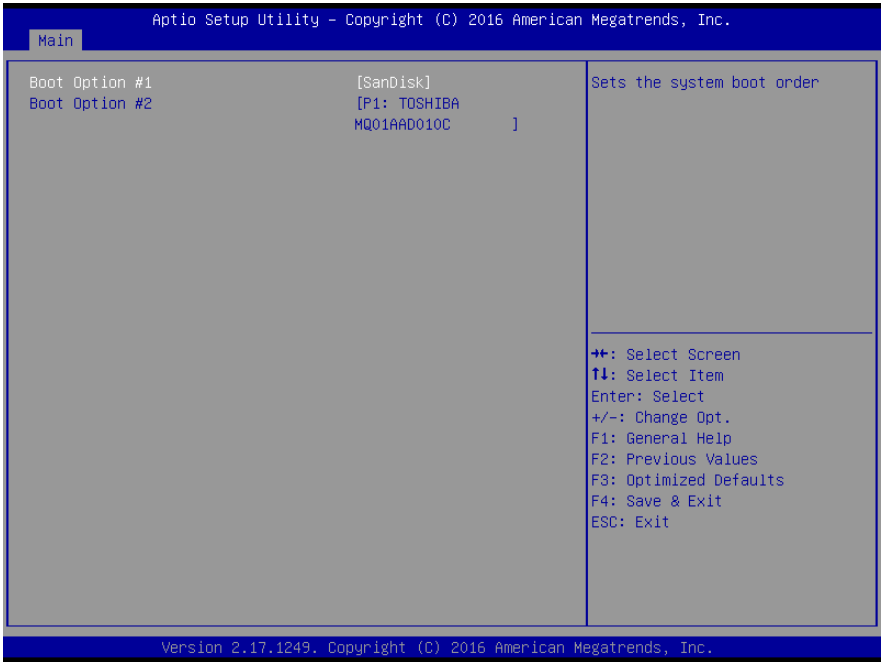 Aptio Setup Utility – Copyright (C) 2016 American Megatrends, Inc.
Main
Boot Option #1 [SanDisk]
Boot Option #2 [P1: TOSHIBA
MQ01AAD010C ]
Sets the system boot order
→←: Select Screen
↑↓: Select Item
Enter: Select
+/-: Change Opt.
F1: General Help
F2: Previous Values
F3: Optimized Defaults
F4: Save & Exit
ESC: Exit
Version 2.17.1249. Copyright (C) 2016 American Megatrends, Inc.